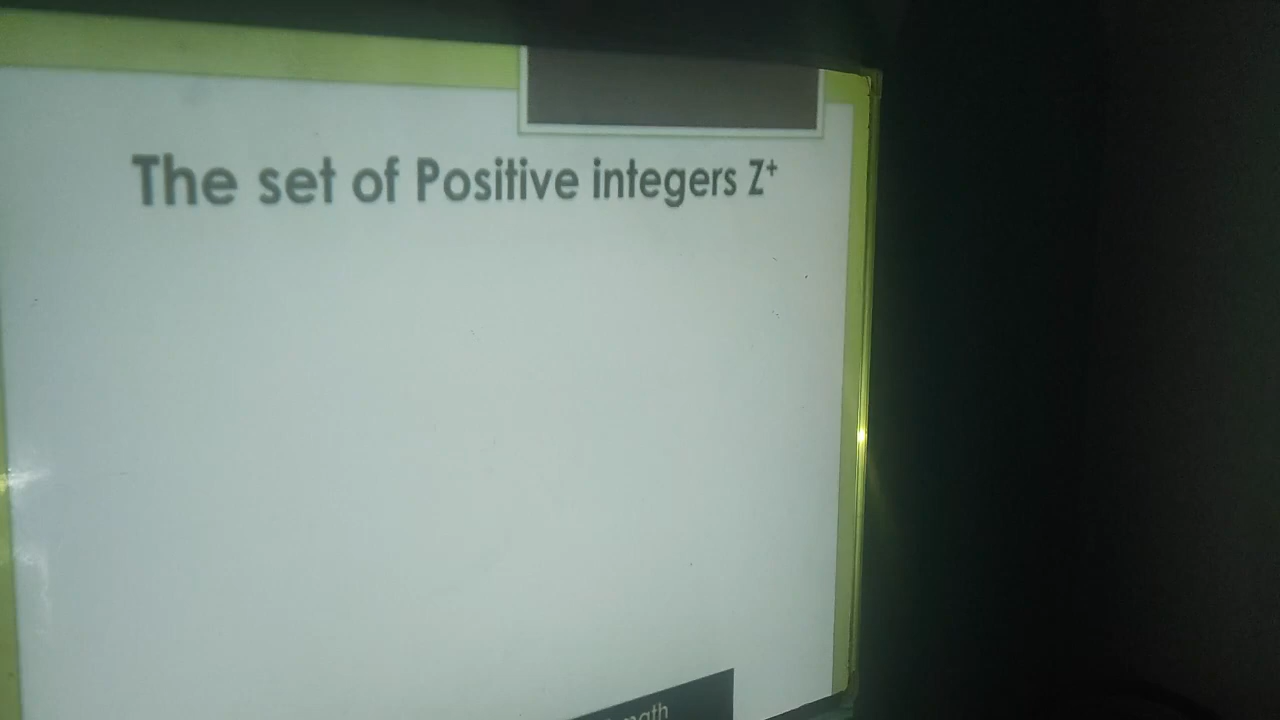 The set of Positive integers Z⁺
math